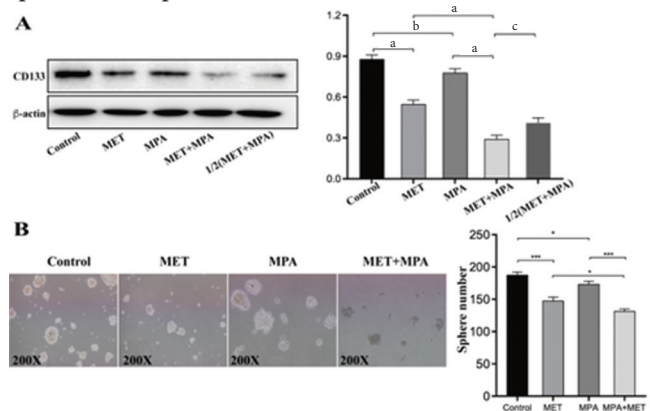 A
CD133
β-actin
Control
MET
MPA
MET+MPA
1/2(MET+MPA)
1.2
0.9
0.6
0.3
0.0
a
b
c
a
a
Control
MET
MPA
MET+MPA
1/2(MET+MPA)
B
Control
MET
MPA
MET+MPA
200X
200X
200X
200X
Sphere number
250
200
150
100
50
0
*
***
***
*
Control
MET
MPA
MPA+MET